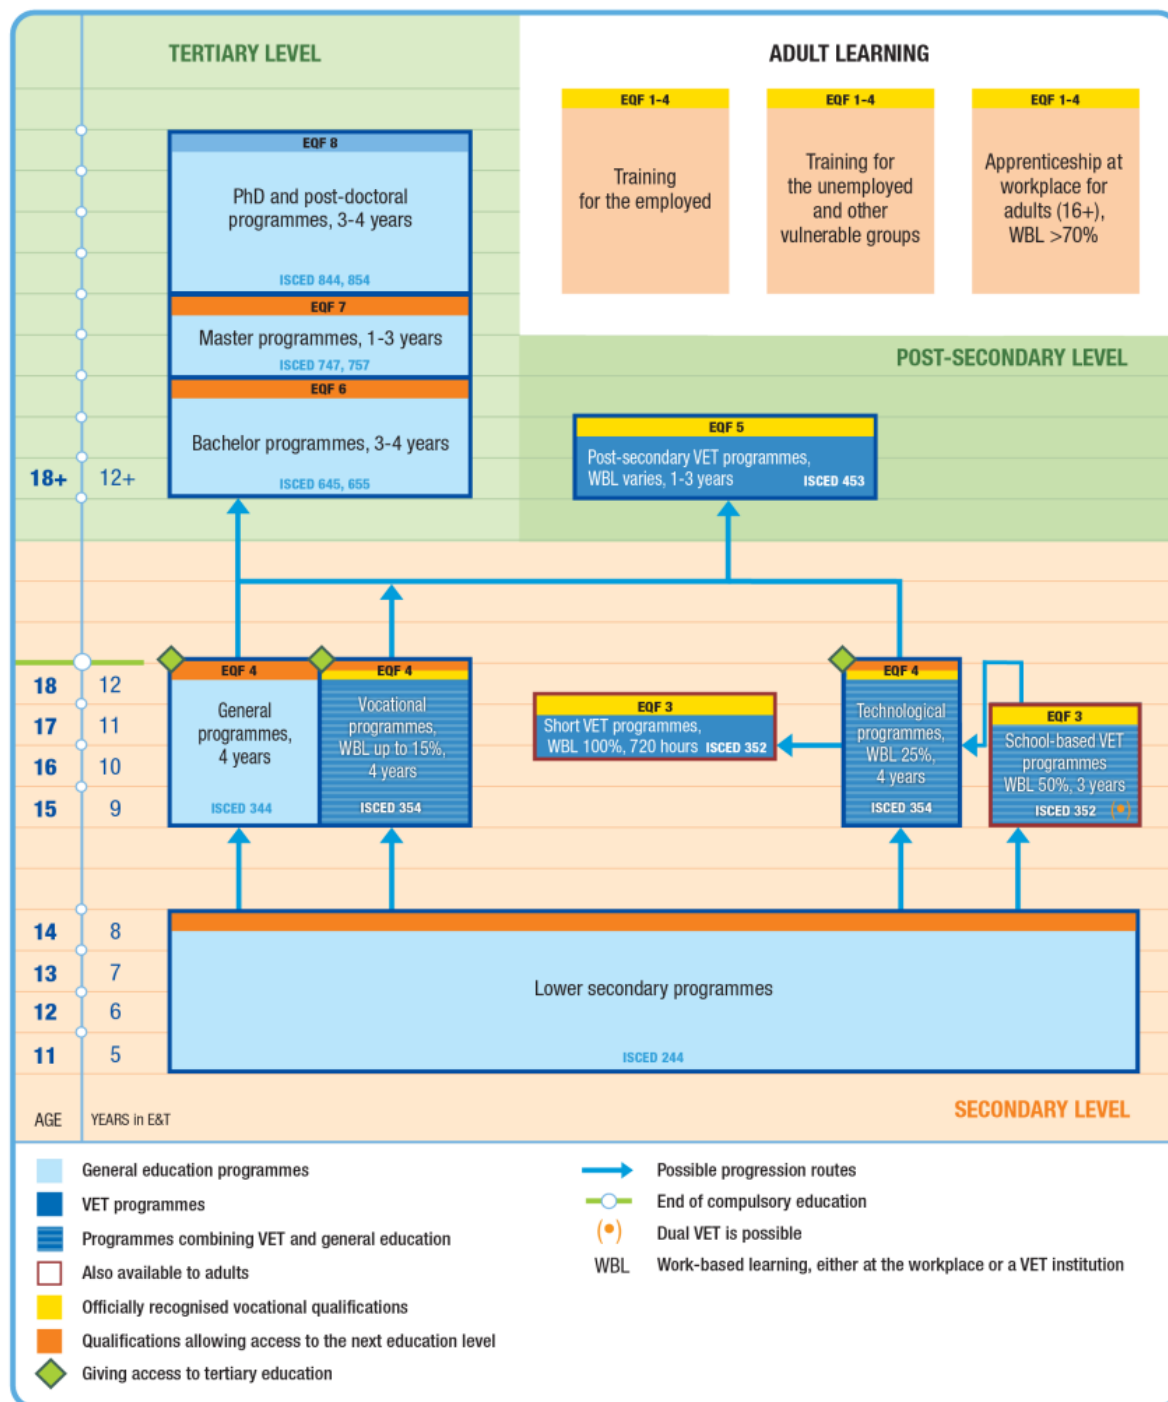 TERTIARY LEVEL
ADULT LEARNING
EQF 1-4
Training
for the employed
EQF 1-4
Training for
the unemployed
and other
vulnerable groups
EQF 1-4
Apprenticeship at
workplace for
adults (16+),
WBL >70%
EQF 8
PhD and post-doctoral
programmes, 3-4 years
ISCED 844, 854
EQF 7
Master programmes, 1-3 years
ISCED 747, 757
EQF 6
Bachelor programmes, 3-4 years
ISCED 645, 655
POST-SECONDARY LEVEL
EQF 5
Post-secondary VET programmes,
WBL varies, 1-3 years ISCED 453
18+ 12+
EQF 4
General
programmes,
4 years
ISCED 344
EQF 4
Vocational
programmes,
WBL up to 15%,
4 years
ISCED 354
EQF 3
Short VET programmes,
WBL 100%, 720 hours ISCED 352
EQF 4
Technological
programmes,
WBL 25%,
4 years
ISCED 354
EQF 3
School-based VET
programmes
WBL 50%, 3 years
ISCED 352
18 12
17 11
16 10
15 9
14 8
13 7
12 6
11 5
Lower secondary programmes
ISCED 244
AGE YEARS in E&T
SECONDARY LEVEL
General education programmes
VET programmes
Programmes combining VET and general education
Also available to adults
Officially recognised vocational qualifications
Qualifications allowing access to the next education level
Giving access to tertiary education
Possible progression routes
End of compulsory education
Dual VET is possible
WBL Work-based learning, either at the workplace or a VET institution